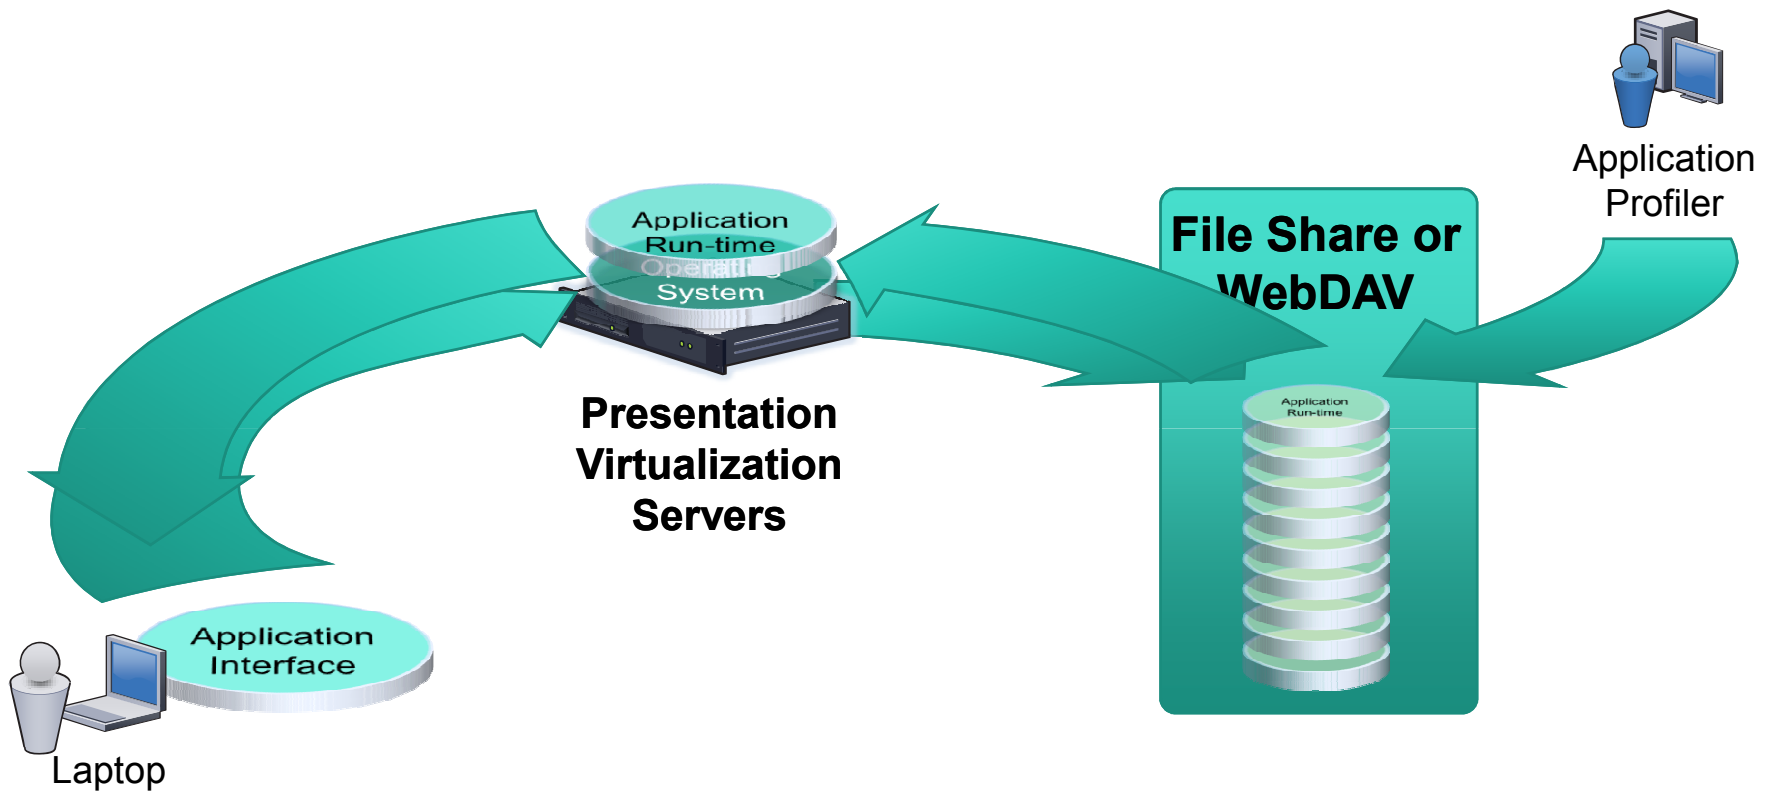 Application
Profiler
File Share or
WebDAV
Application
Run-time
Operating
System
Application
Run-time
Presentation
Virtualization
Servers
Application
Interface
Laptop